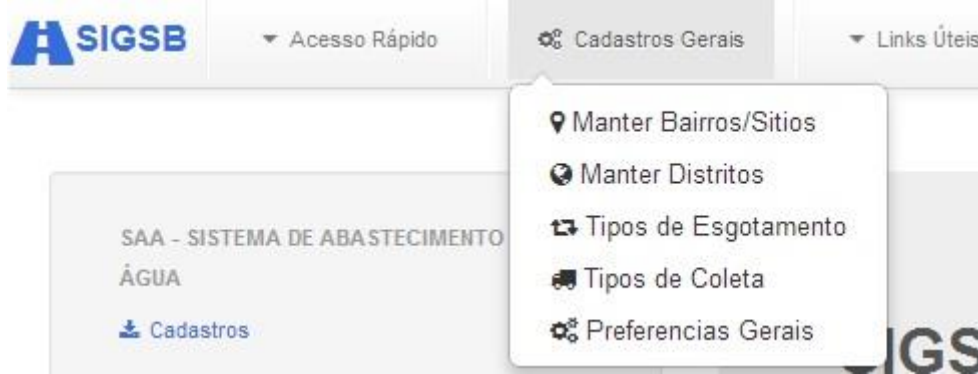 SIGSB
Acesso Rápido
Cadastros Gerais
Links Úteis
Manter Bairros/Sitios
Manter Distritos
Tipos de Esgotamento
Tipos de Coleta
Preferencias Gerais
SAA - SISTEMA DE ABASTECIMENTO
ÁGUA
Cadastros